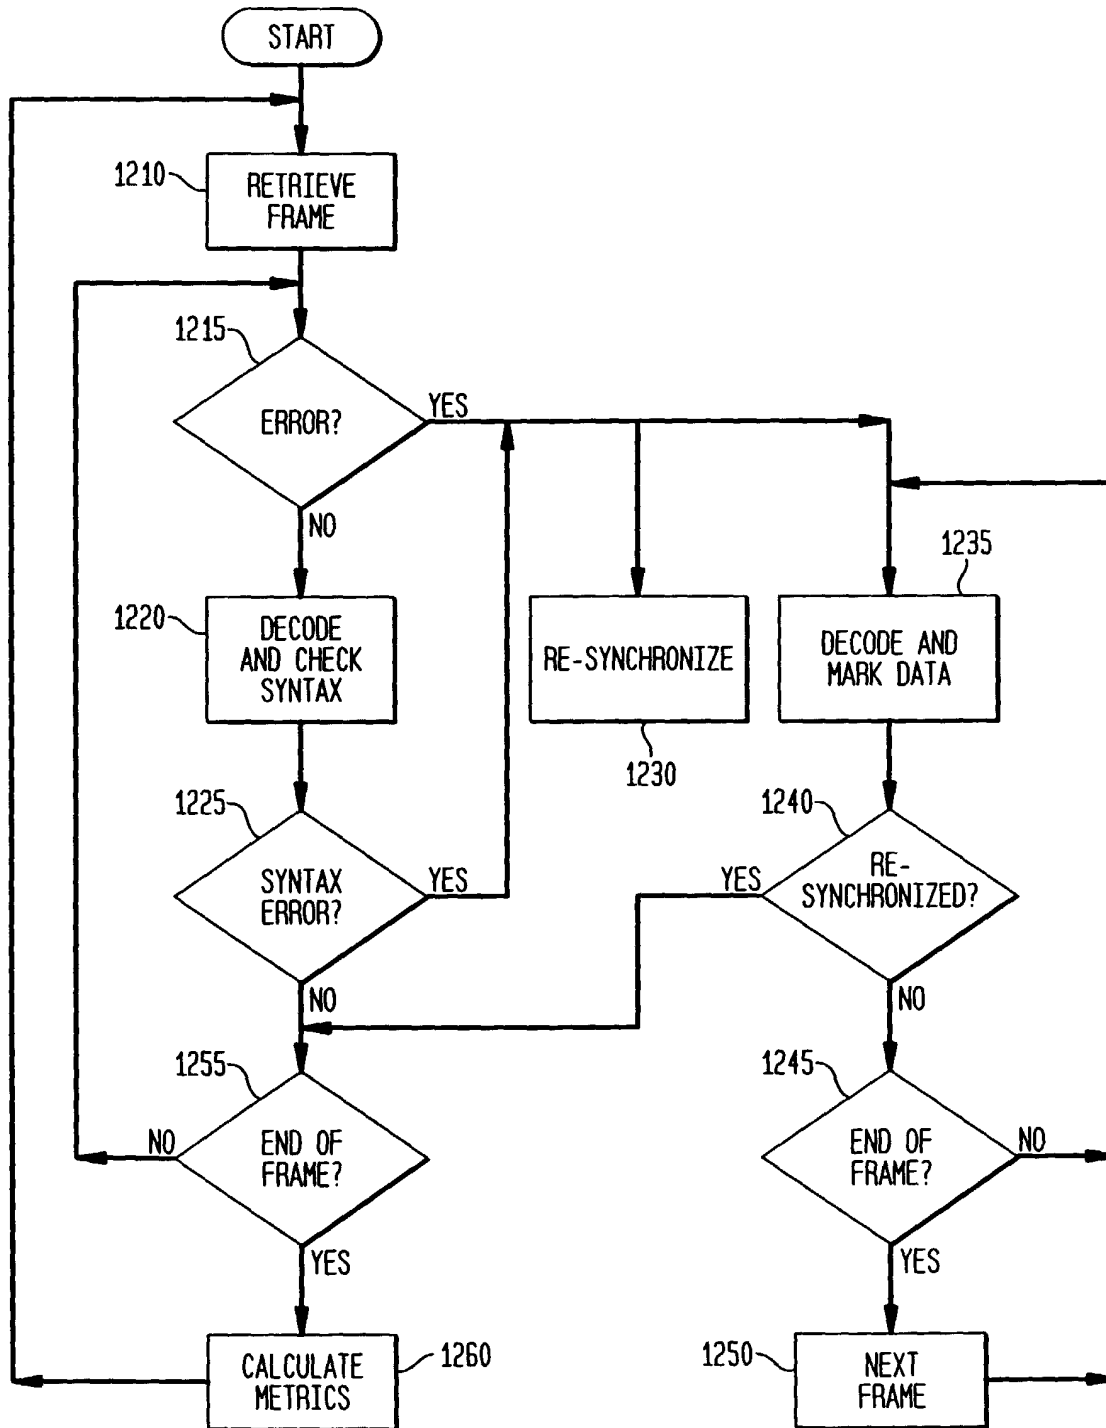 START
1210
RETRIEVE
FRAME
1215
ERROR?
YES
NO
1220
DECODE
AND CHECK
SYNTAX
RE-SYNCHRONIZE
1230
1235
DECODE AND
MARK DATA
1225
SYNTAX
ERROR?
YES
NO
1240
RE-
SYNCHRONIZED?
YES
NO
1255
END OF
FRAME?
NO
YES
1245
END OF
FRAME?
NO
YES
CALCULATE
METRICS
1260
1250
NEXT
FRAME